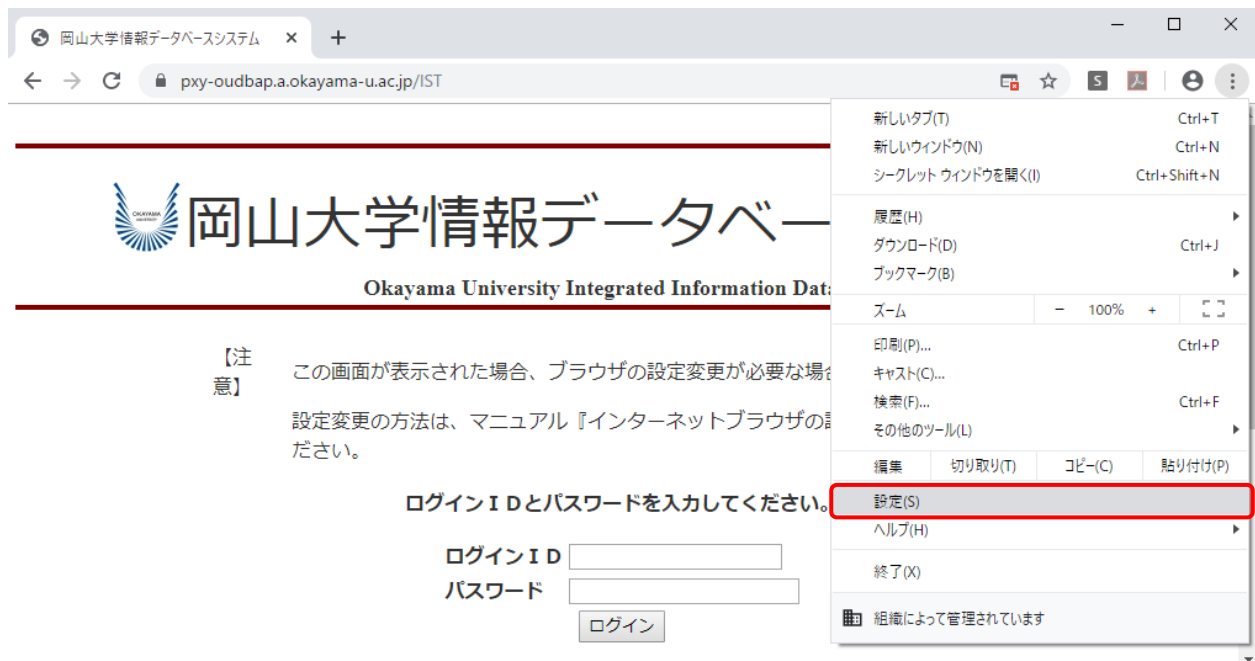 岡山大学情報データベースシステム
pxy-oudbap.a.okayama-u.ac.jp/IST
S
新しいタブ(T) Ctrl+T
新しいウィンドウ(N) Ctrl+N
シークレット ウィンドウを開く(I) Ctrl+Shift+N
履歴(H)
ダウンロード(D) Ctrl+J
ブックマーク(B)
ズーム − 100% +
印刷(P)... Ctrl+P
キャスト(C)...
検索(F)... Ctrl+F
その他のツール(L)
編集 切り取り(T) コピー(C) 貼り付け(P)
設定(S)
ヘルプ(H)
終了(X)
組織によって管理されています
OKAYAMA
UNIVERSITY
岡山大学情報データベー
Okayama University Integrated Information Data
【注
意】
この画面が表示された場合、ブラウザの設定変更が必要な場合
設定変更の方法は、マニュアル『インターネットブラウザの
ださい。
ログインＩＤとパスワードを入力してください。
ログインＩＤ
パスワード
ログイン